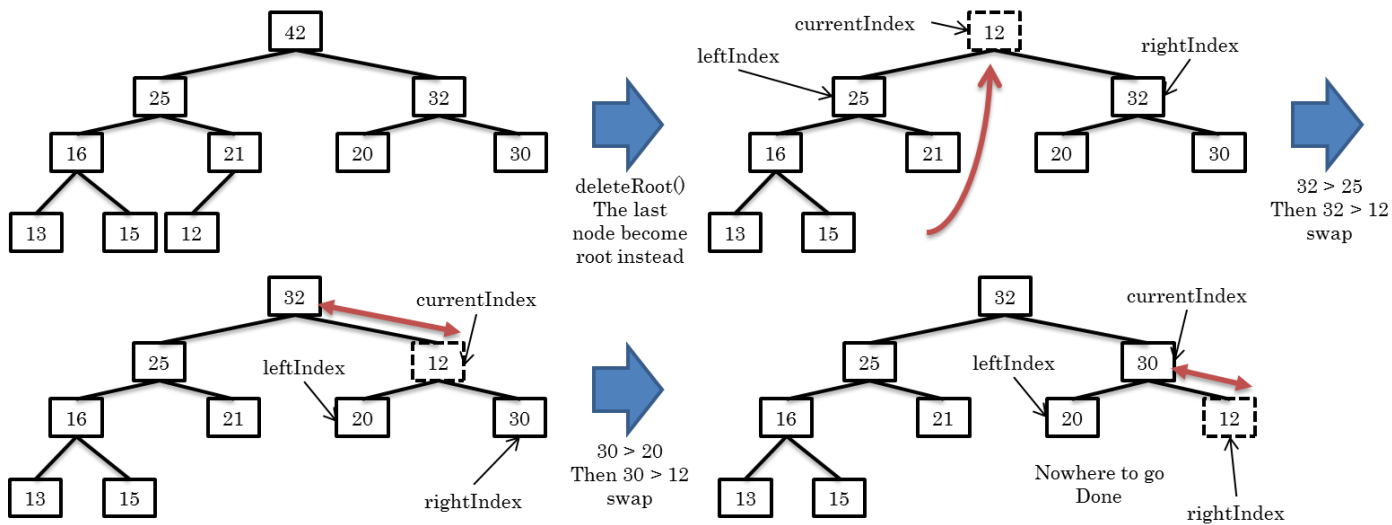 42
25
32
16
21
20
30
13
15
12
deleteRoot()
The last
node become
root instead
currentIndex
12
leftIndex
rightIndex
25
32
16
21
20
30
13
15
32 > 25
Then 32 > 12
swap
32
currentIndex
25
12
leftIndex
16
21
20
30
13
15
rightIndex
30 > 20
Then 30 > 12
swap
32
currentIndex
25
30
leftIndex
16
21
20
12
13
15
Nowhere to go
Done
rightIndex